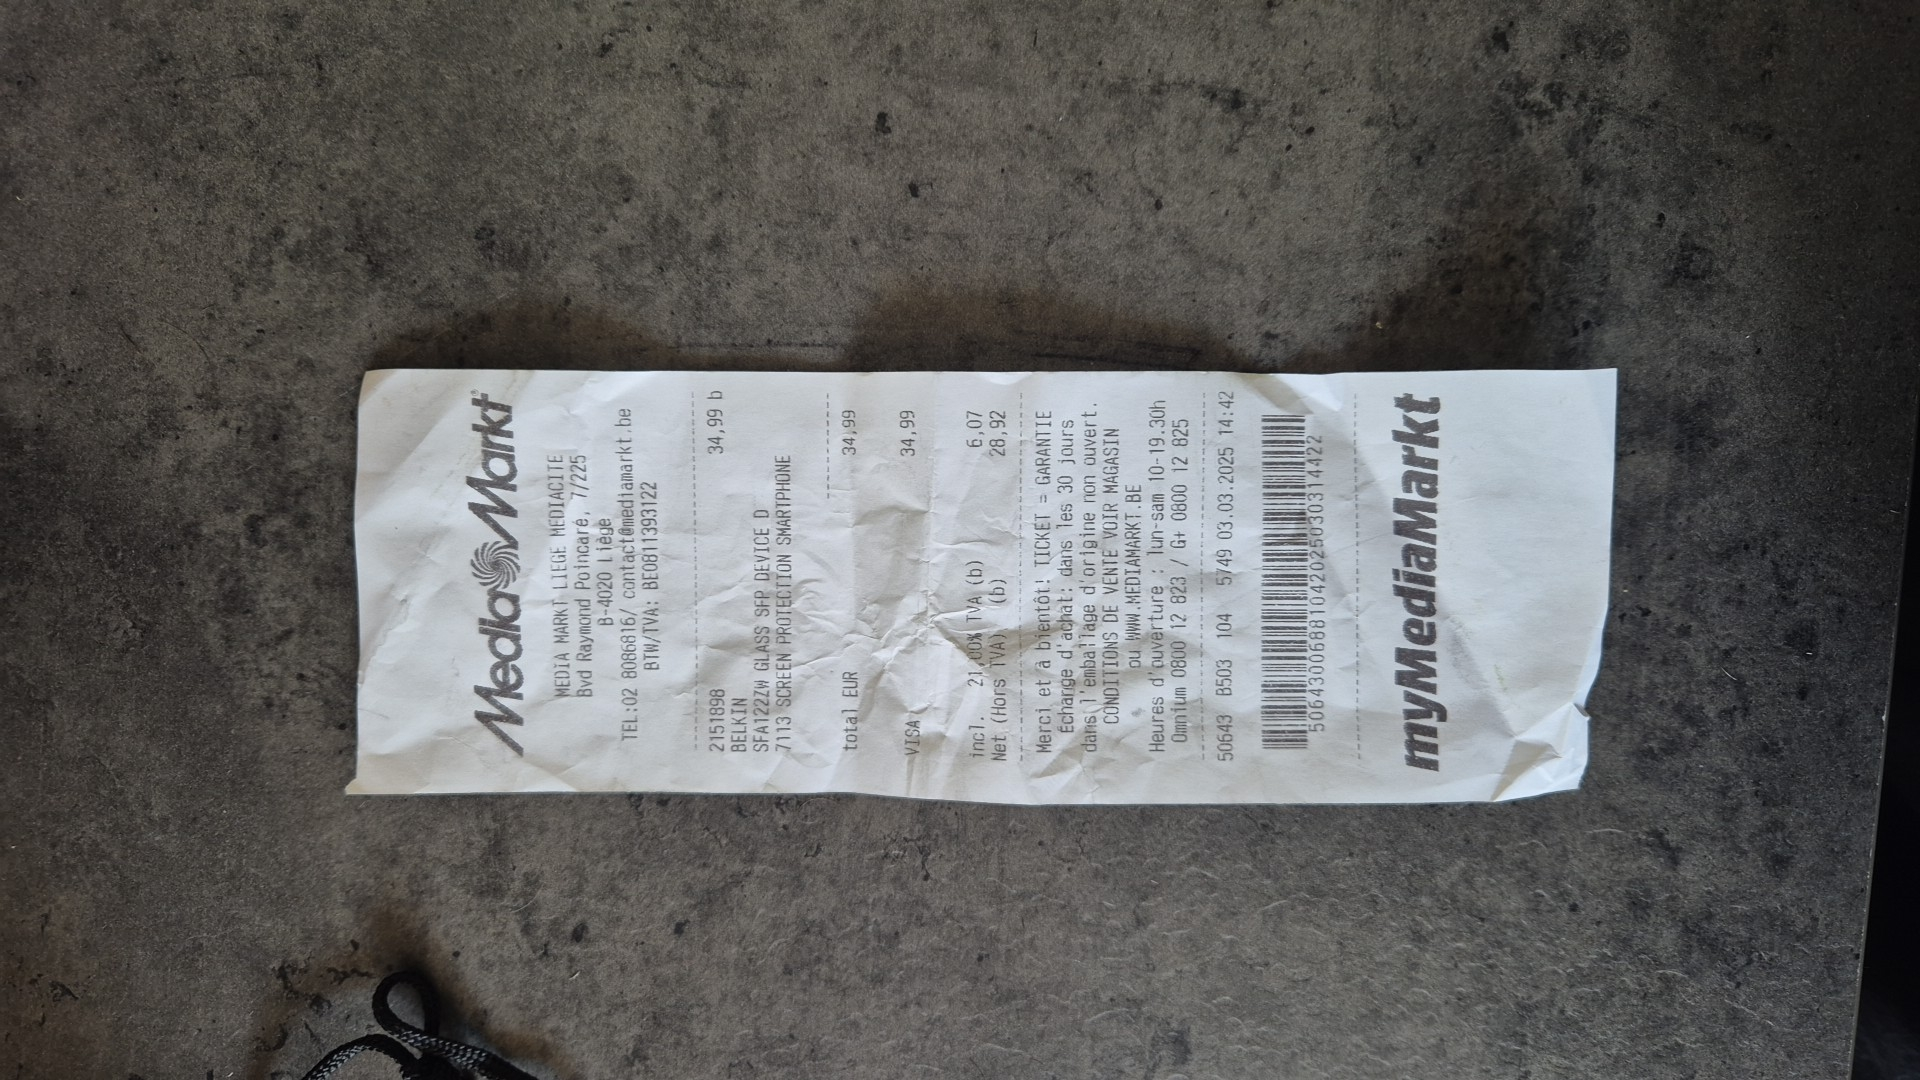 Media Markt
MEDIA MARKT LIEGE MEDIACITE
Bvd Raymond Poincaré, 7/225
B-4020 Liège
TEL:02 8086816/ contact@mediamarkt.be
BTW/TVA: BE0811393122
2151898 34,99 b
BELKIN
SFA122ZW GLASS SFP DEVICE D
7113 SCREEN PROTECTION SMARTPHONE
total EUR 34,99
VISA 34,99
incl. 21,00% TVA (b) 6,07
Net (Hors TVA) (b) 28,92
Merci et à bientôt! TICKET = GARANTIE
Echange d'achat: dans les 30 jours
dans l'emballage d'origine non ouvert.
CONDITIONS DE VENTE VOIR MAGASIN
ou WWW.MEDIAMARKT.BE
Heures d'ouverture : lun-sam 10-19.30h
Omnium 0800 12 823 / G+ 0800 12 825
50643 B503 104 5749 03.03.2025 14:42
myMediaMarkt